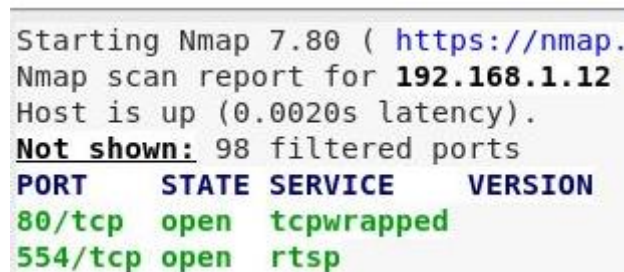 Starting Nmap 7.80 ( https://nmap.
Nmap scan report for 192.168.1.12
Host is up (0.0020s latency).
Not shown: 98 filtered ports
PORT STATE SERVICE VERSION
80/tcp open tcpwrapped
554/tcp open rtsp